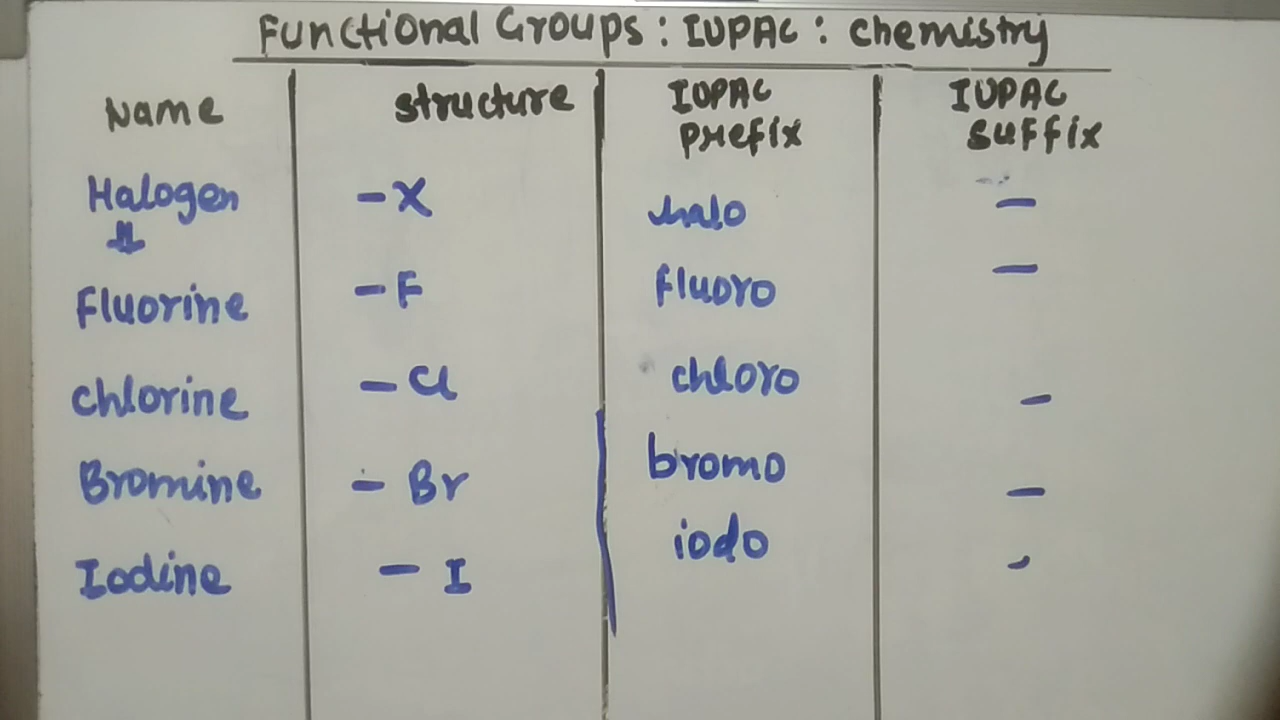 Functional Groups : IUPAC : chemistry
Name structure IUPAC prefix IUPAC suffix
Halogen -X halo -
⇓
Fluorine -F fluoro -
chlorine -Cl chloro -
Bromine -Br bromo -
Iodine -I iodo -